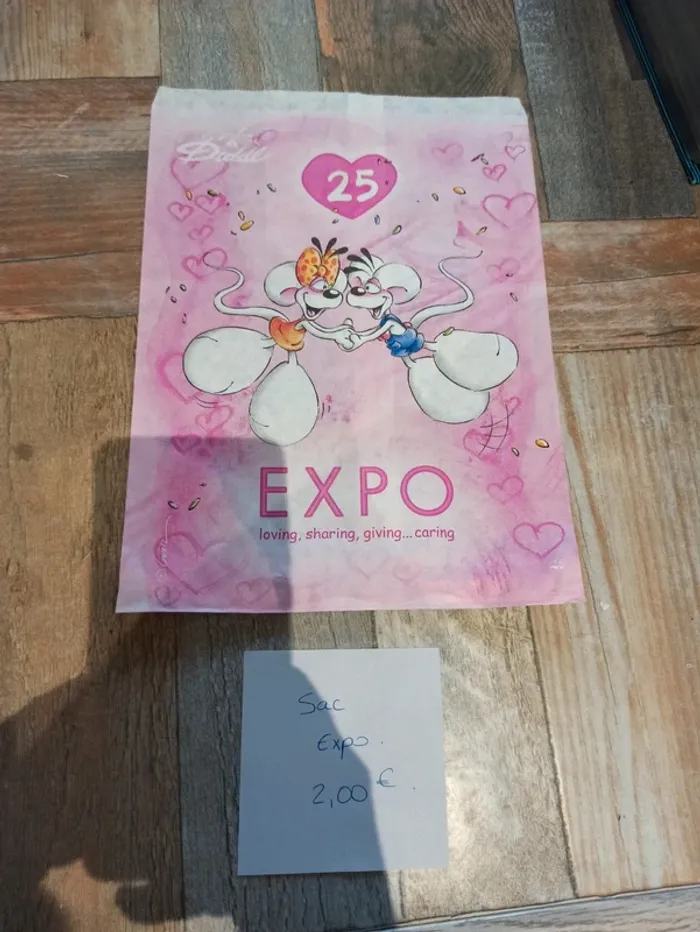 Diddl
25
EXPO
loving, sharing, giving...caring
Sac
Expo.
2,00 €.